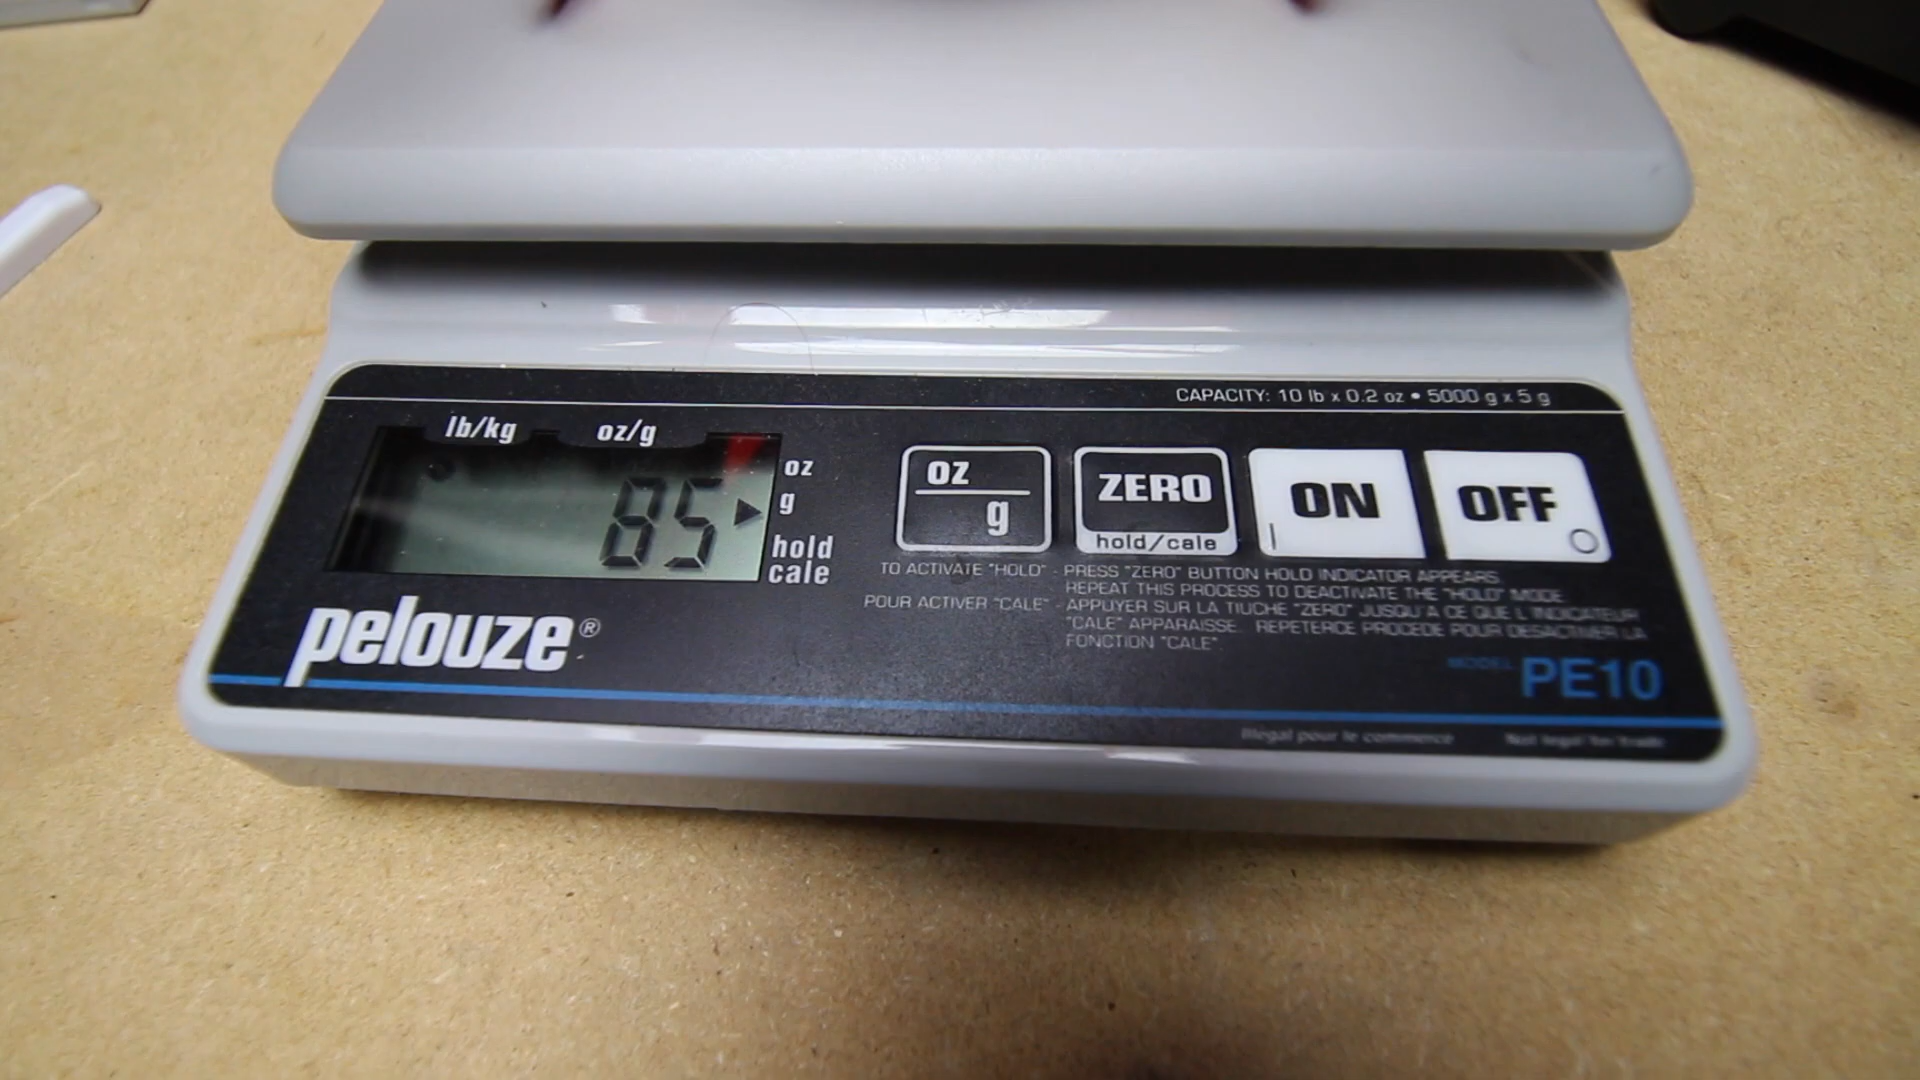 CAPACITY: 10 lb x 0.2 oz • 5000 g x 5 g
lb/kg oz/g
oz
85 g
hold
cale
oz
g
ZERO
hold/cale
ON
OFF
TO ACTIVATE "HOLD" - PRESS "ZERO" BUTTON HOLD INDICATOR APPEARS.
REPEAT THIS PROCESS TO DEACTIVATE THE "HOLD" MODE
POUR ACTIVER "CALE" - APPUYER SUR LA TIUCHE "ZERO" JUSQU'A CE QUE L'INDICATEUR
"CALE" APPARAISSE. REPETERCE PROCEDE POUR DESACTIVER LA
FONCTION "CALE".
pelouze®
MODEL PE10
Illegal pour le commerce Not legal for trade